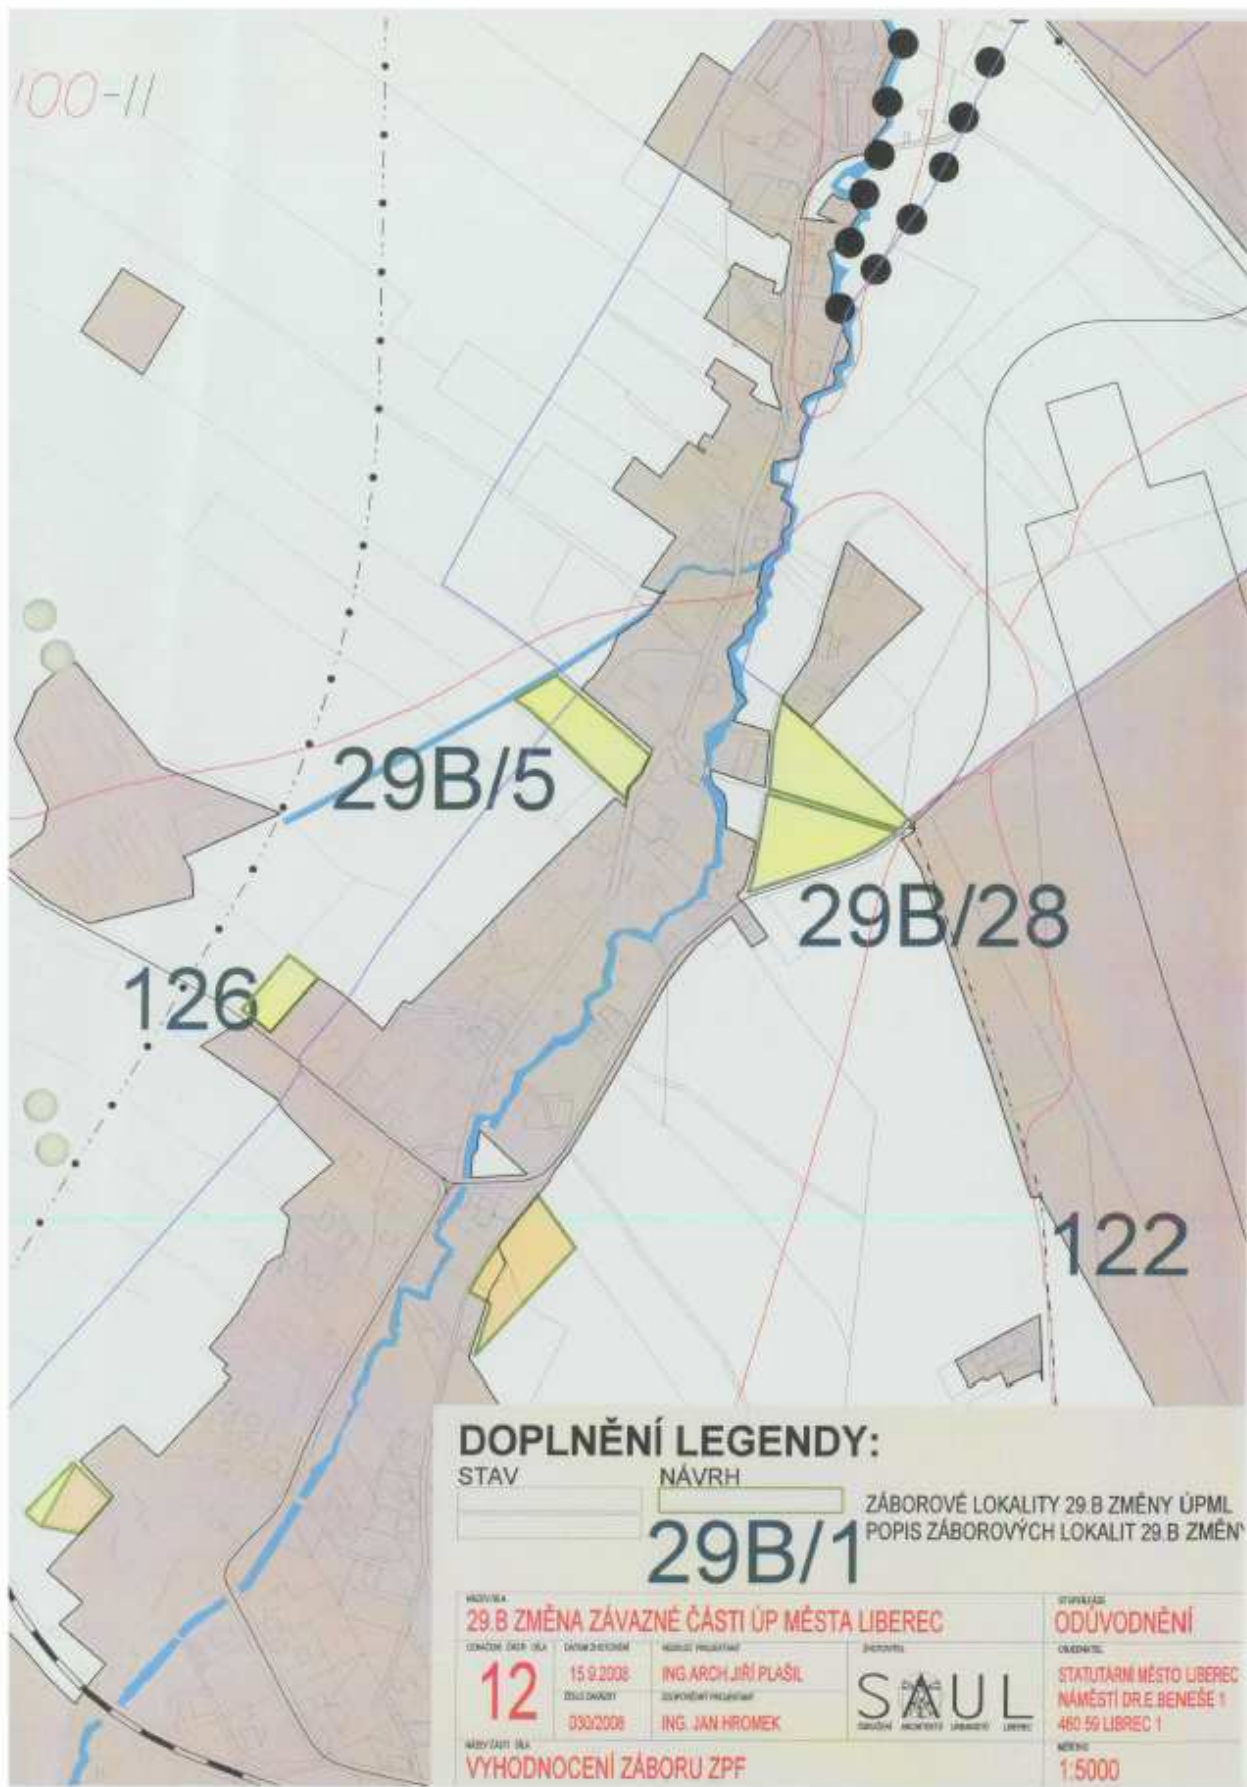 100-11
29B/5
29B/28
126
122
DOPLNĚNÍ LEGENDY:
STAV NÁVRH
ZÁBOROVÉ LOKALITY 29.B ZMĚNY ÚPML
29B/1 POPIS ZÁBOROVÝCH LOKALIT 29.B ZMĚNY
29.B ZMĚNA ZÁVAZNÉ ČÁSTI ÚP MĚSTA LIBEREC
ODŮVODNĚNÍ
12
15.9.2008
ING.ARCH.JIŘÍ PLAŠIL
030/2008
ING. JAN HROMEK
SAUL
STATUTÁRNÍ MĚSTO LIBEREC
NÁMĚSTÍ DR.E.BENEŠE 1
460 59 LIBREC 1
VYHODNOCENÍ ZÁBORU ZPF
1:5000